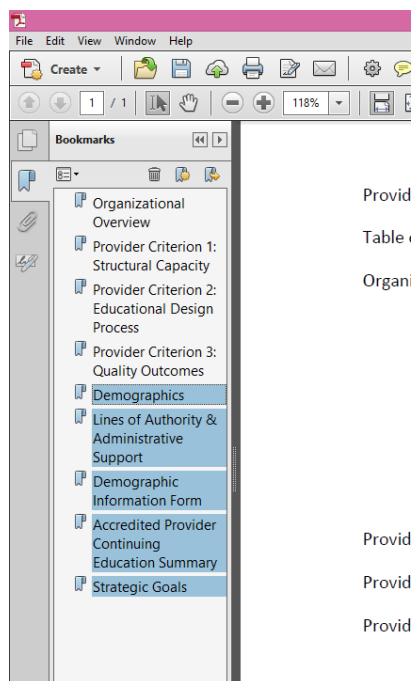 File Edit View Window Help
Create
1 / 1
118%
Bookmarks
Organizational
Overview
Provider Criterion 1:
Structural Capacity
Provider Criterion 2:
Educational Design
Process
Provider Criterion 3:
Quality Outcomes
Demographics
Lines of Authority &
Administrative
Support
Demographic
Information Form
Accredited Provider
Continuing
Education Summary
Strategic Goals
Provid
Table
Organi
Provid
Provid
Provid